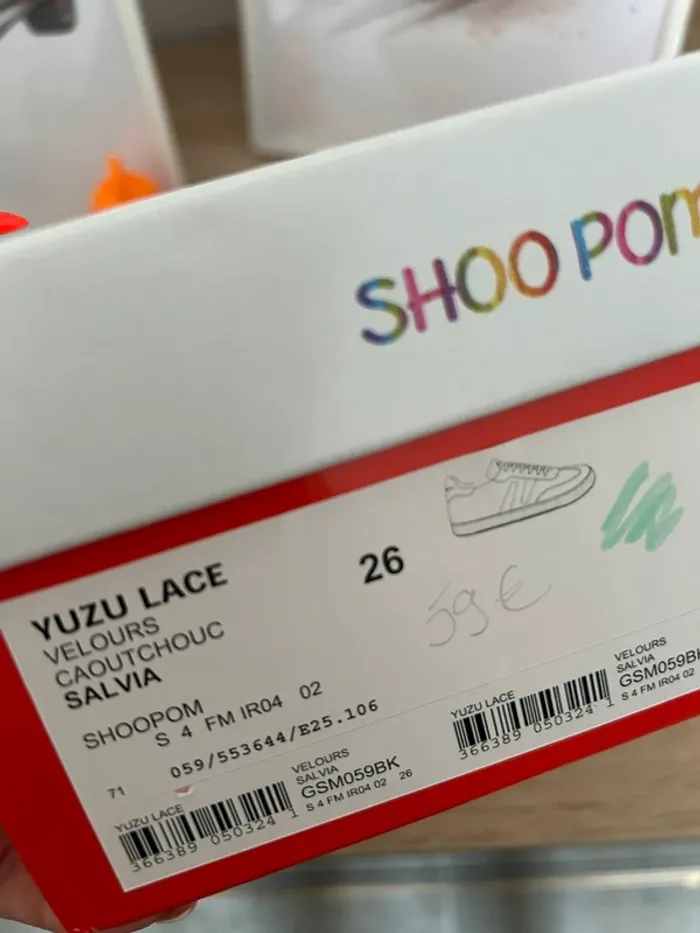 SHOO POM
YUZU LACE
26
VELOURS
CAOUTCHOUC
SALVIA
59 €
SHOOPOM
S 4 FM IR04 02
71 059/553644/E25.106
YUZU LACE
VELOURS
SALVIA
GSM059BK
S 4 FM IR04 02 26
366389 050324 1
YUZU LACE
VELOURS
SALVIA
GSM059BK
S 4 FM IR04 02
366389 050324 1